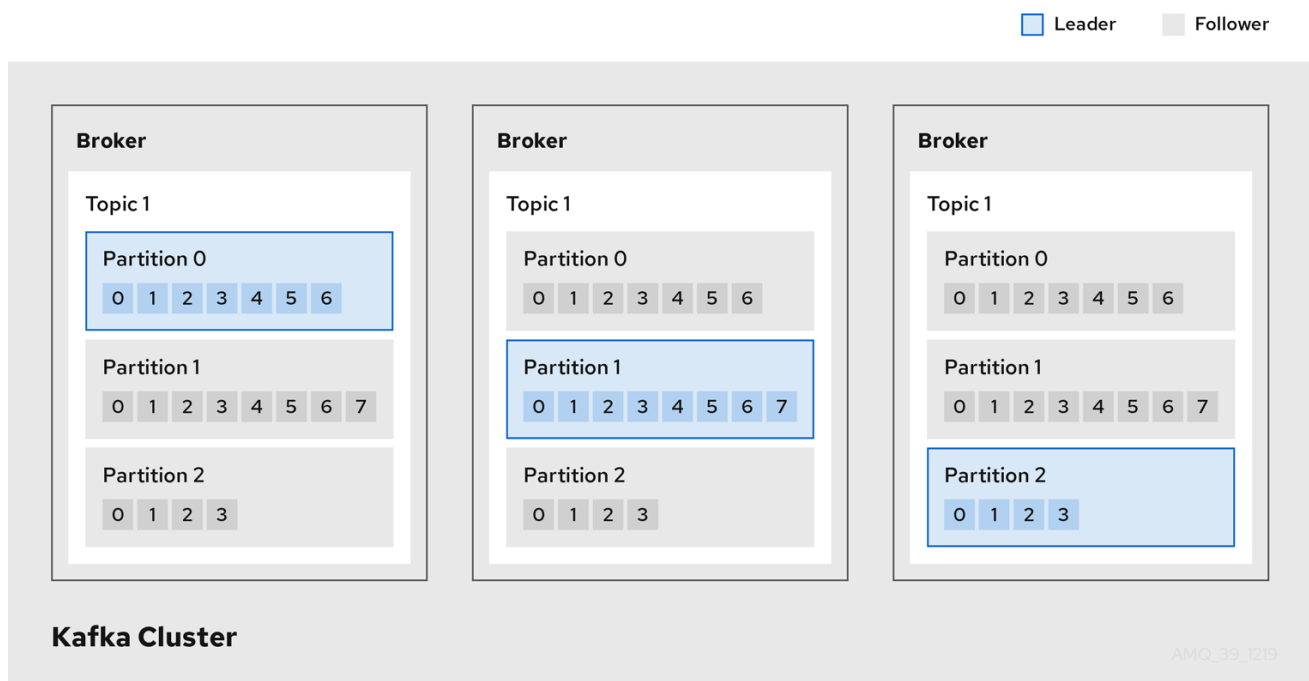 Leader Follower
Broker
Topic 1
Partition 0
0 1 2 3 4 5 6
Partition 1
0 1 2 3 4 5 6 7
Partition 2
0 1 2 3
Broker
Topic 1
Partition 0
0 1 2 3 4 5 6
Partition 1
0 1 2 3 4 5 6 7
Partition 2
0 1 2 3
Broker
Topic 1
Partition 0
0 1 2 3 4 5 6
Partition 1
0 1 2 3 4 5 6 7
Partition 2
0 1 2 3
Kafka Cluster
AMQ_39_1219